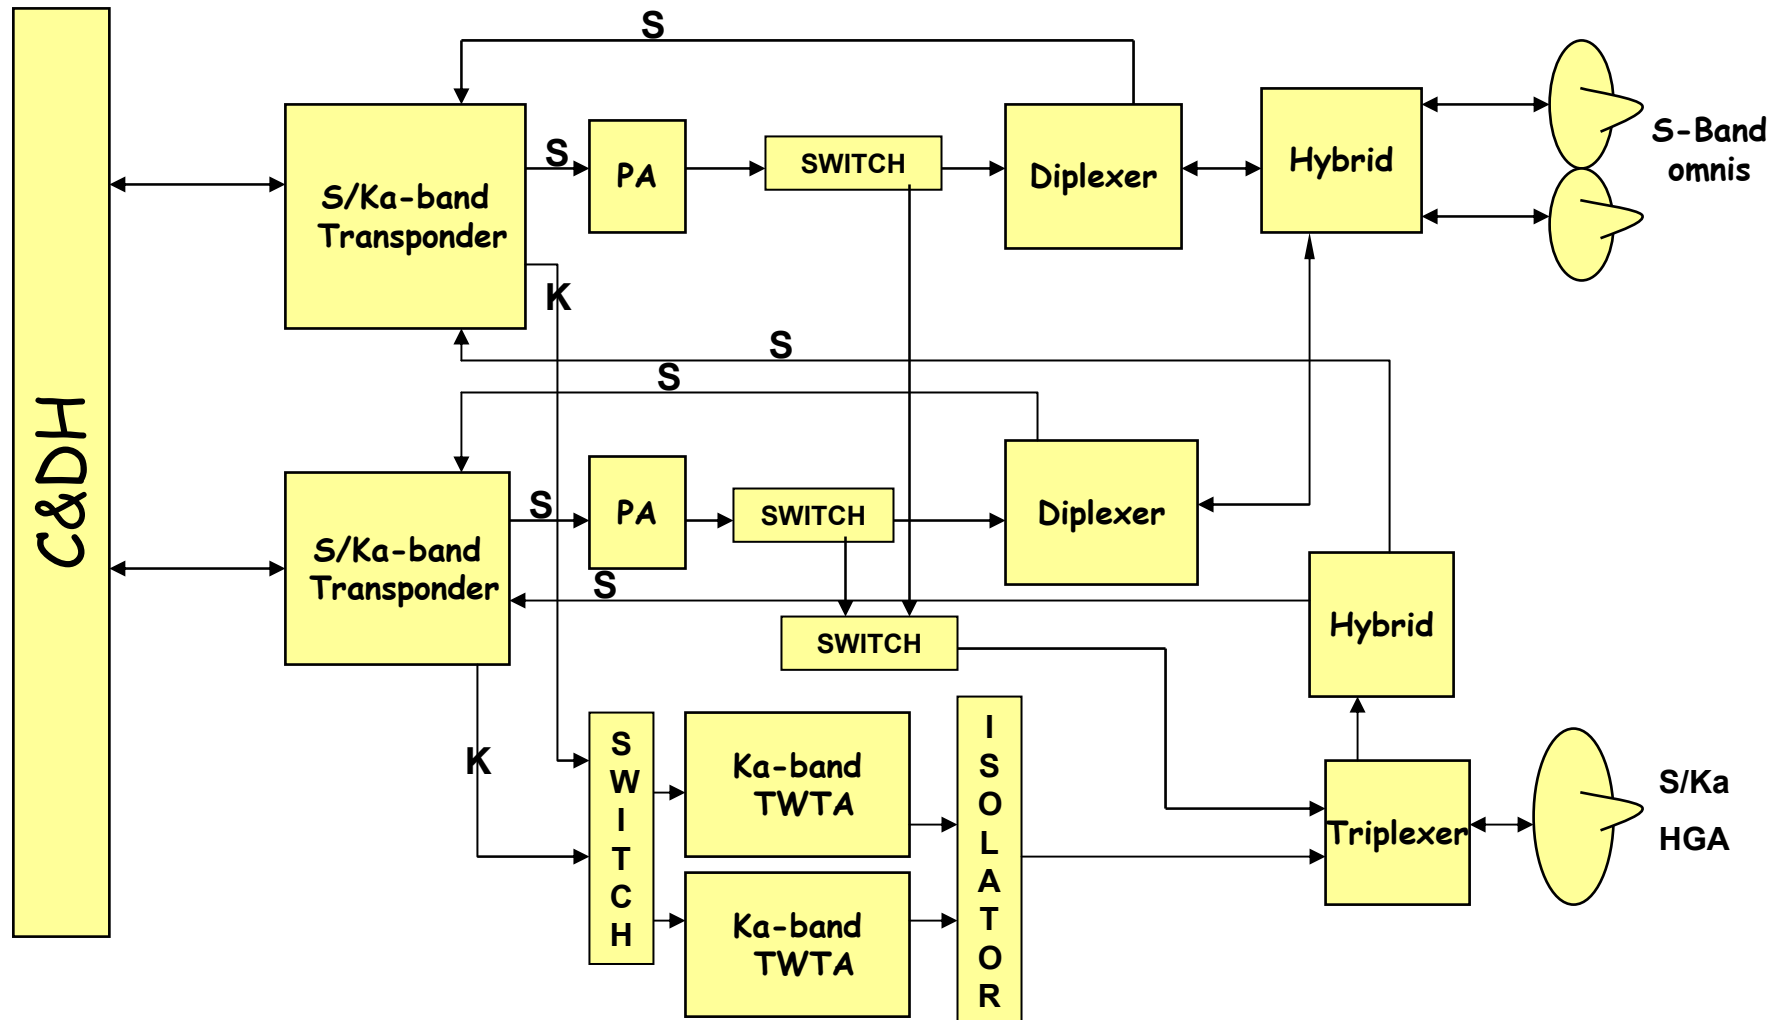 S
S/Ka-band
Transponder
S
PA
SWITCH
Diplexer
Hybrid
S-Band
omnis
K
S
S
C&DH
S/Ka-band
Transponder
S
PA
SWITCH
Diplexer
S
SWITCH
Hybrid
K
SWITCH
Ka-band
TWTA
Ka-band
TWTA
ISOLATOR
Triplexer
S/Ka
HGA